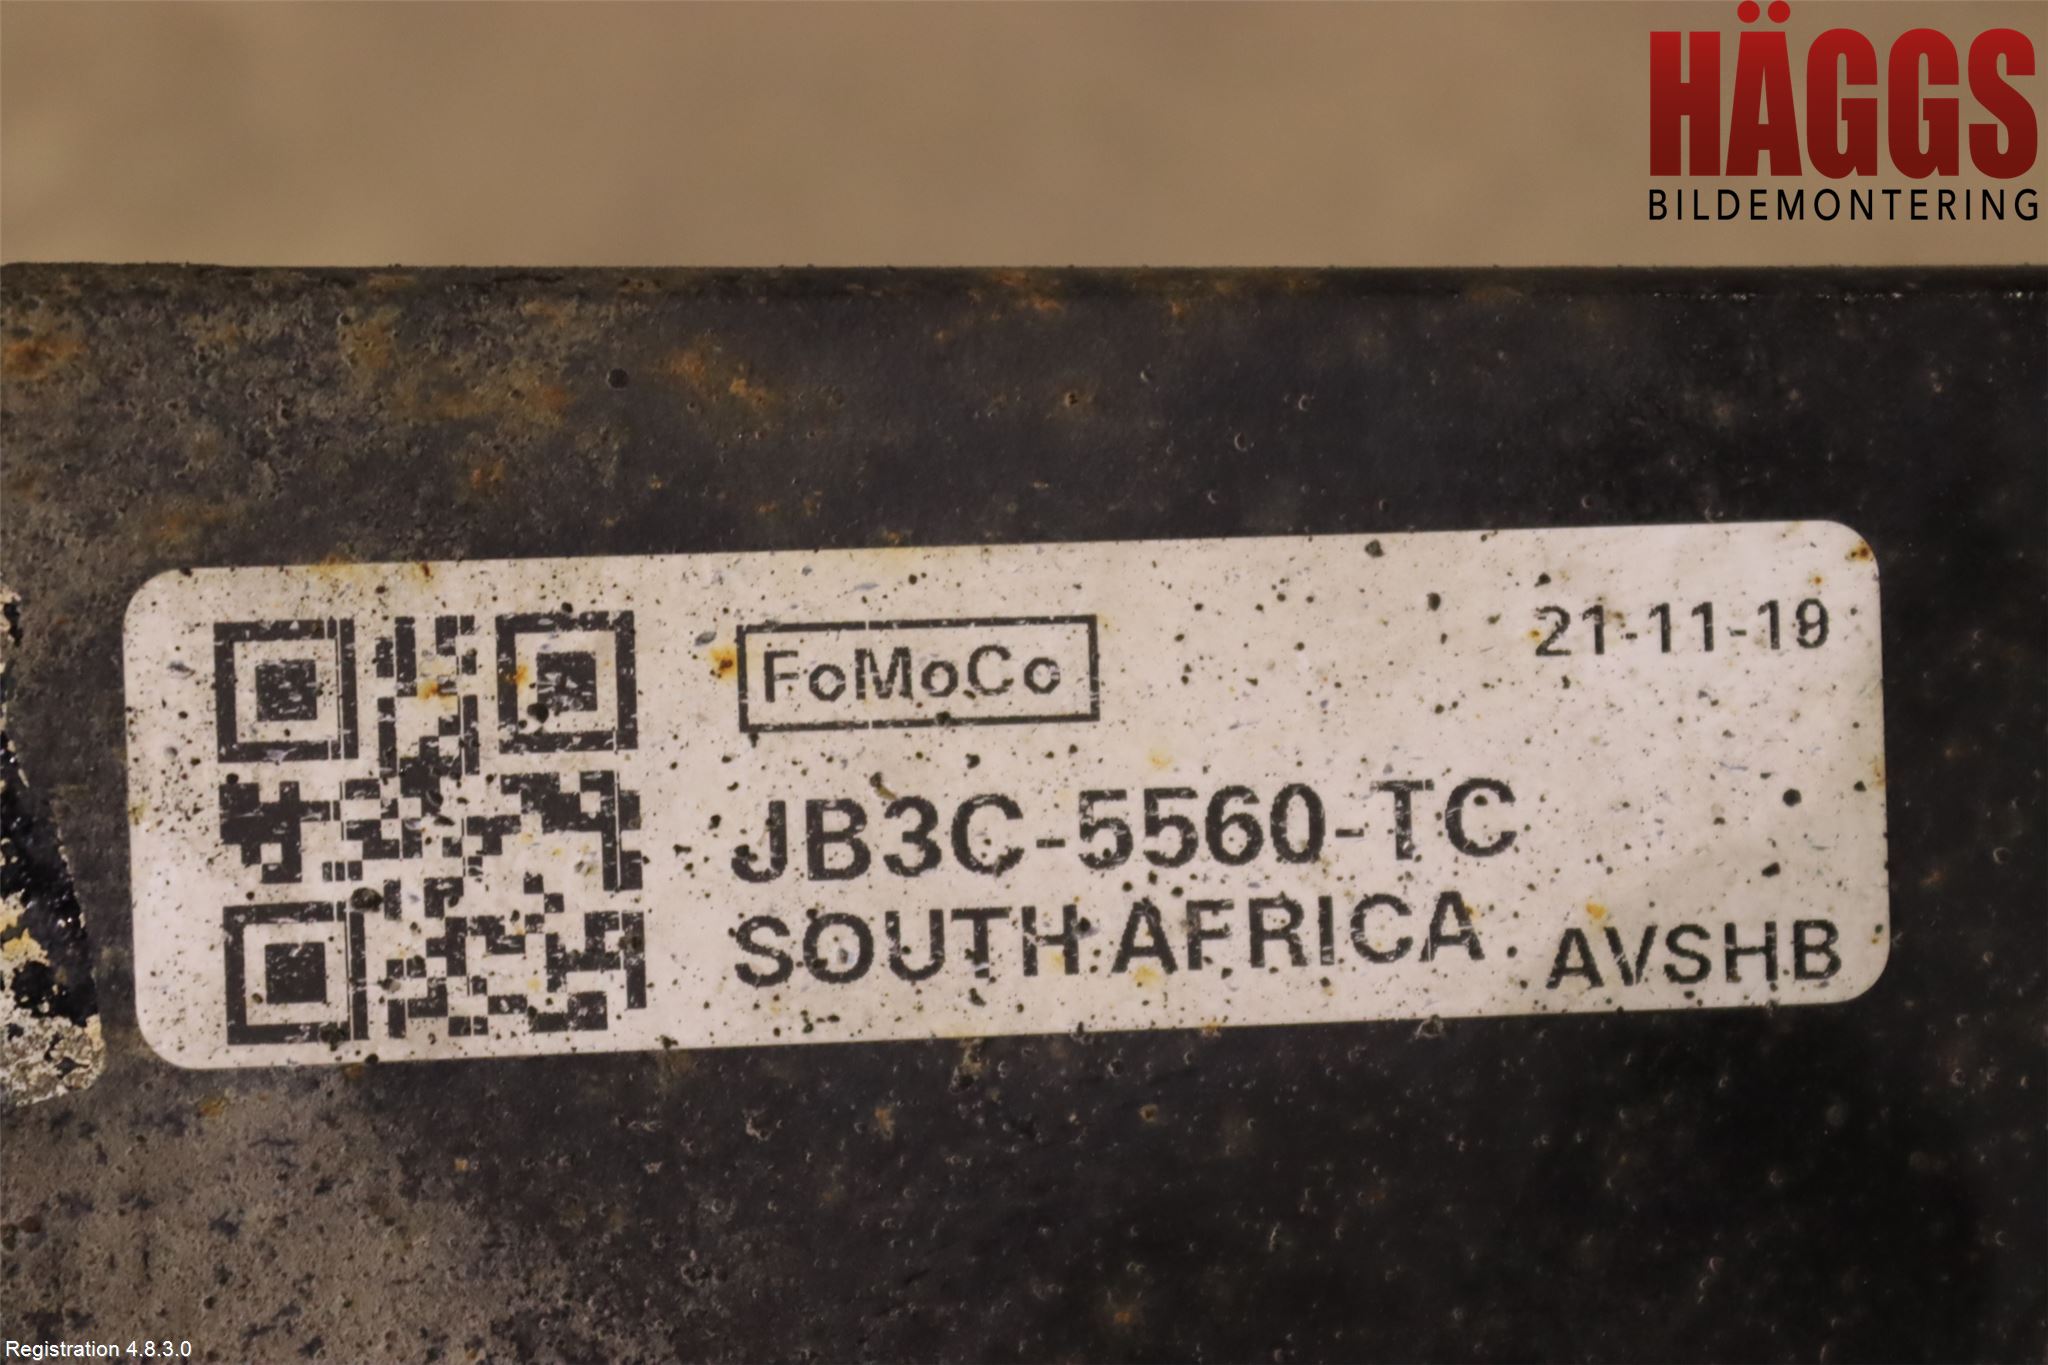 HÄGGS
BILDEMONTERING
21-11-19
FoMoCo
JB3C-5560-TC
SOUTH AFRICA
AVSHB
Registration 4.8.3.0